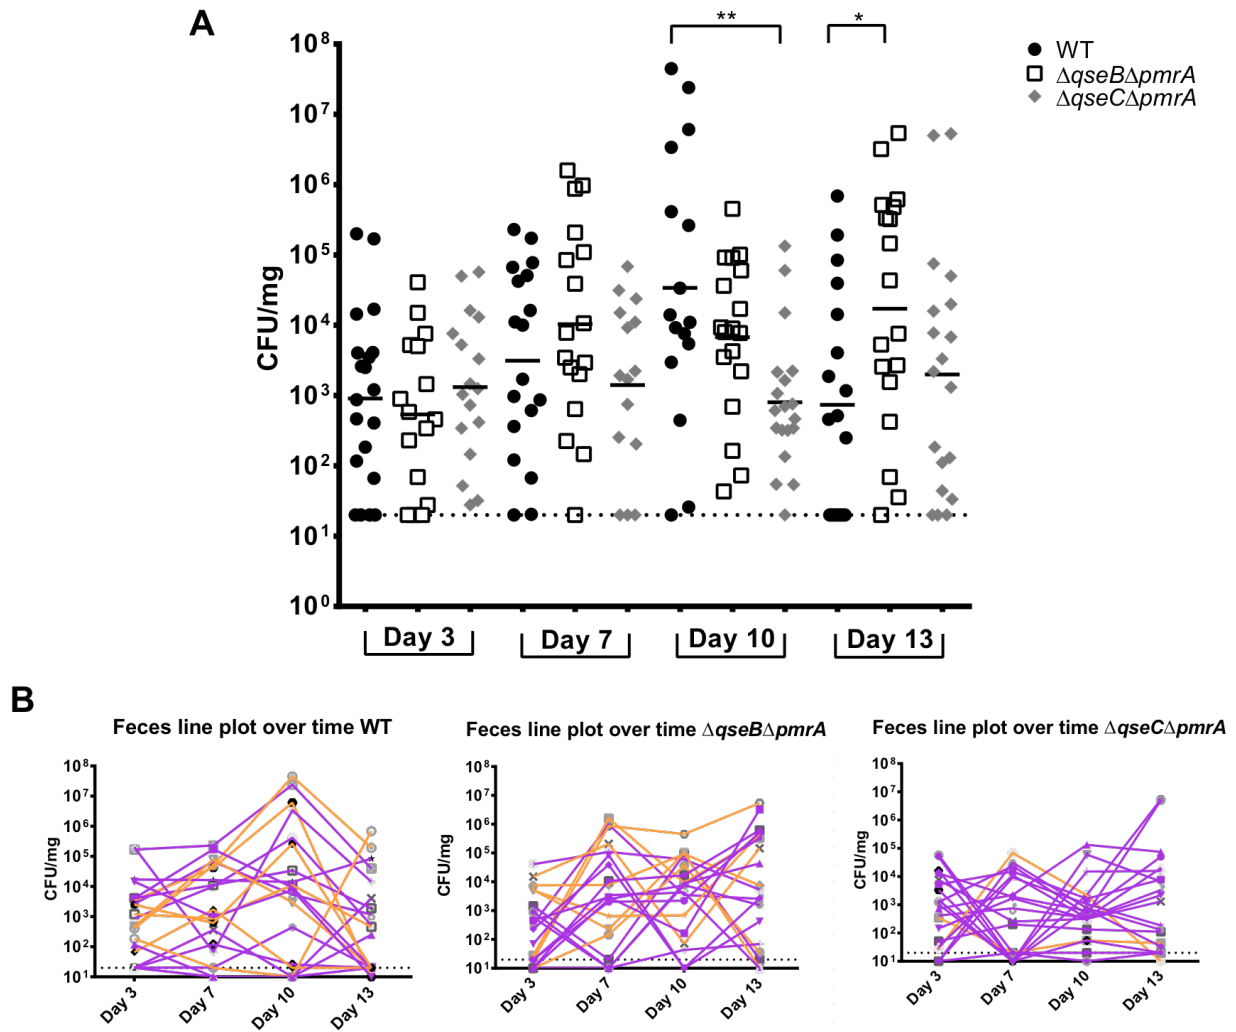 A
** *
10⁸
10⁷
10⁶
10⁵
10⁴
10³
10²
10¹
10⁰
CFU/mg
WT
ΔqseBΔpmrA
ΔqseCΔpmrA
Day 3 Day 7 Day 10 Day 13
B
Feces line plot over time WT
10⁸
10⁷
10⁶
10⁵
10⁴
10³
10²
10¹
CFU/mg
Day 3 Day 7 Day 10 Day 13
Feces line plot over time ΔqseBΔpmrA
10⁸
10⁷
10⁶
10⁵
10⁴
10³
10²
10¹
CFU/mg
Day 3 Day 7 Day 10 Day 13
Feces line plot over time ΔqseCΔpmrA
10⁸
10⁷
10⁶
10⁵
10⁴
10³
10²
10¹
CFU/mg
Day 3 Day 7 Day 10 Day 13